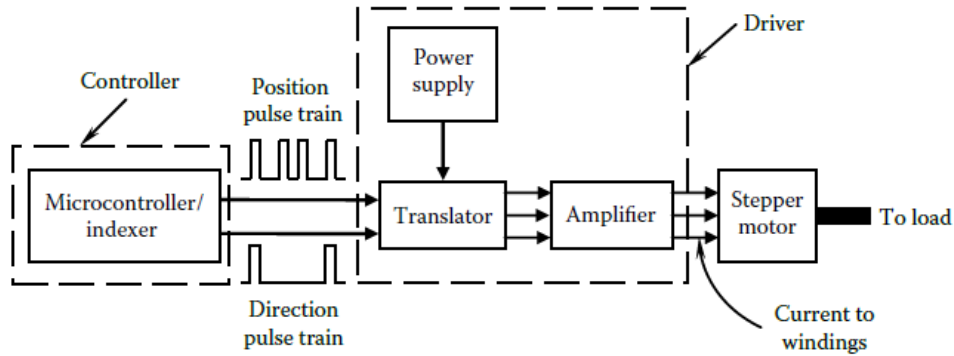 Driver
Power
supply
Controller
Position
pulse train
Microcontroller/
indexer
Translator
Amplifier
Stepper
motor
To load
Direction
pulse train
Current to
windings